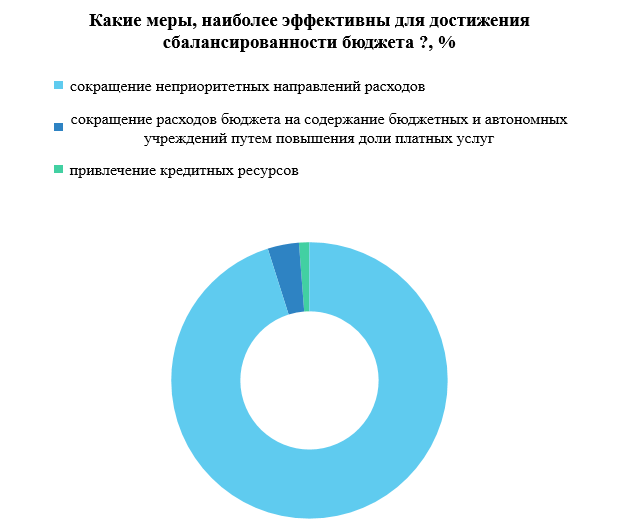 Какие меры, наиболее эффективны для достижения
сбалансированности бюджета ?, %
сокращение неприоритетных направлений расходов
сокращение расходов бюджета на содержание бюджетных и автономных
учреждений путем повышения доли платных услуг
привлечение кредитных ресурсов